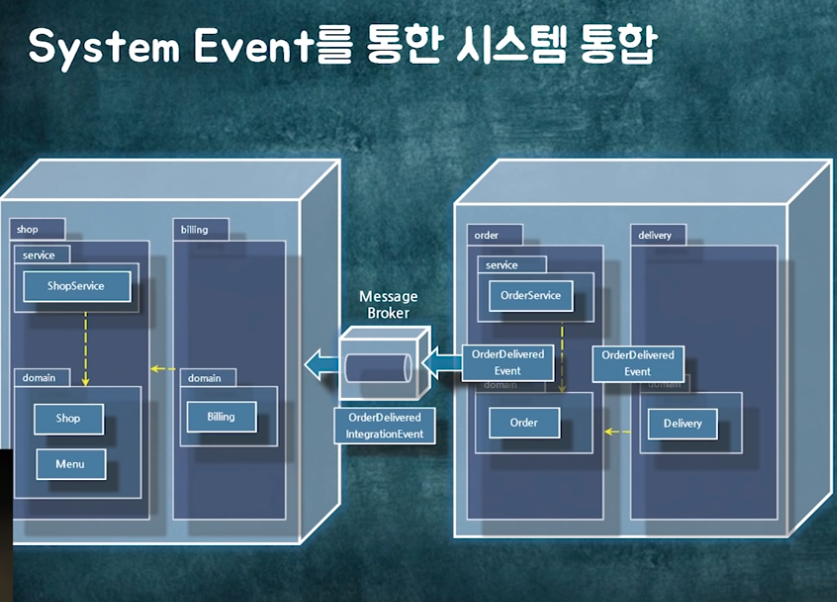 System Event를 통한 시스템 통합
shop
service
ShopService
domain
Shop
Menu
billing
domain
Billing
Message
Broker
OrderDelivered
IntegrationEvent
order
service
OrderService
OrderDelivered
Event
domain
Order
delivery
OrderDelivered
Event
domain
Delivery